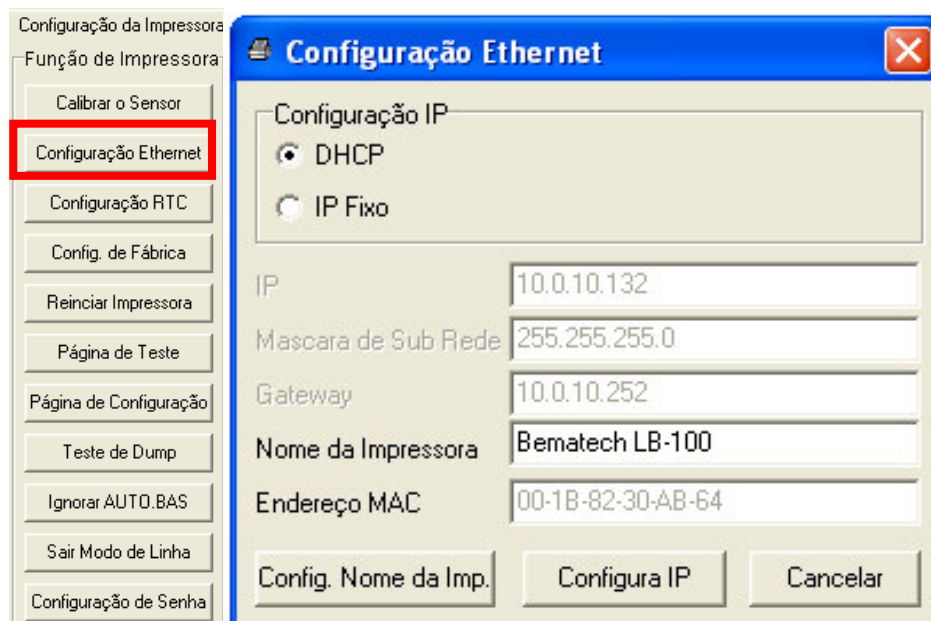 Configuração da Impressora
Função de Impressora
Calibrar o Sensor
Configuração Ethernet
Configuração RTC
Config. de Fábrica
Reinciar Impressora
Página de Teste
Página de Configuração
Teste de Dump
Ignorar AUTO.BAS
Sair Modo de Linha
Configuração de Senha
Configuração Ethernet
Configuração IP
DHCP
IP Fixo
IP 10.0.10.132
Mascara de Sub Rede 255.255.255.0
Gateway 10.0.10.252
Nome da Impressora Bematech LB-100
Endereço MAC 00-1B-82-30-AB-64
Config. Nome da Imp. Configura IP Cancelar